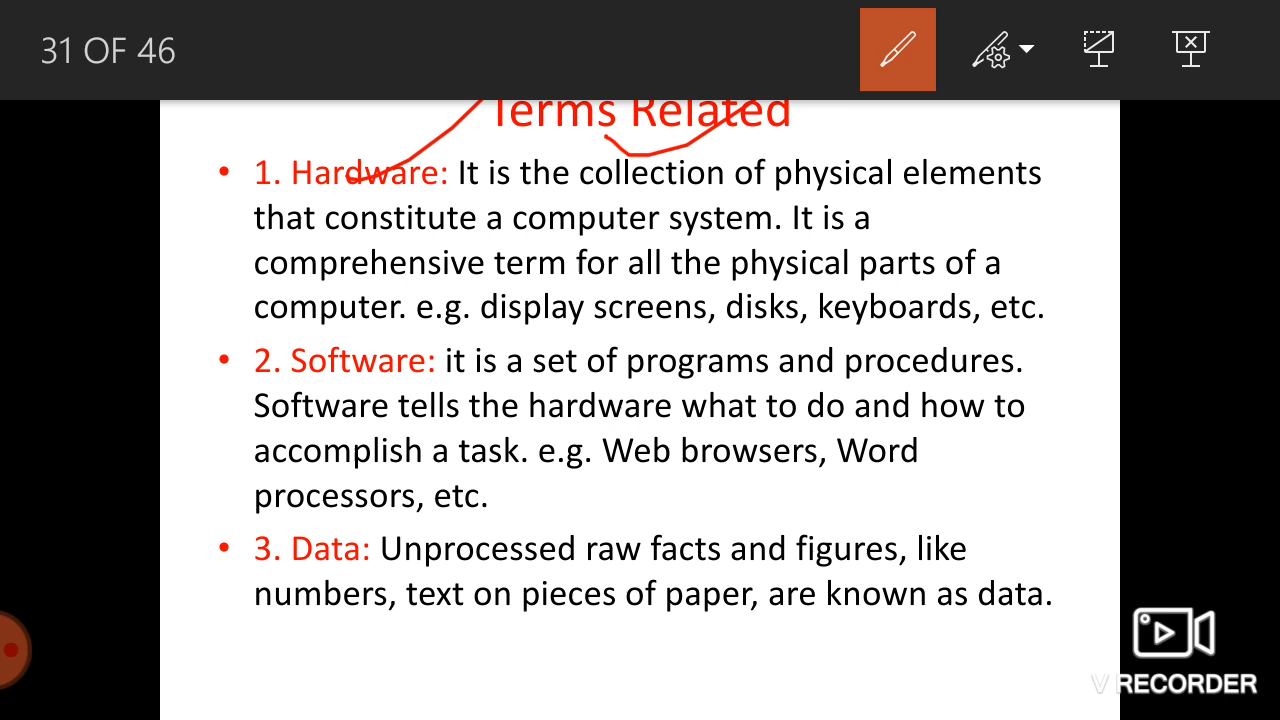 31 OF 46
Terms Related
• 1. Hardware: It is the collection of physical elements
that constitute a computer system. It is a
comprehensive term for all the physical parts of a
computer. e.g. display screens, disks, keyboards, etc.
• 2. Software: it is a set of programs and procedures.
Software tells the hardware what to do and how to
accomplish a task. e.g. Web browsers, Word
processors, etc.
• 3. Data: Unprocessed raw facts and figures, like
numbers, text on pieces of paper, are known as data.
V RECORDER